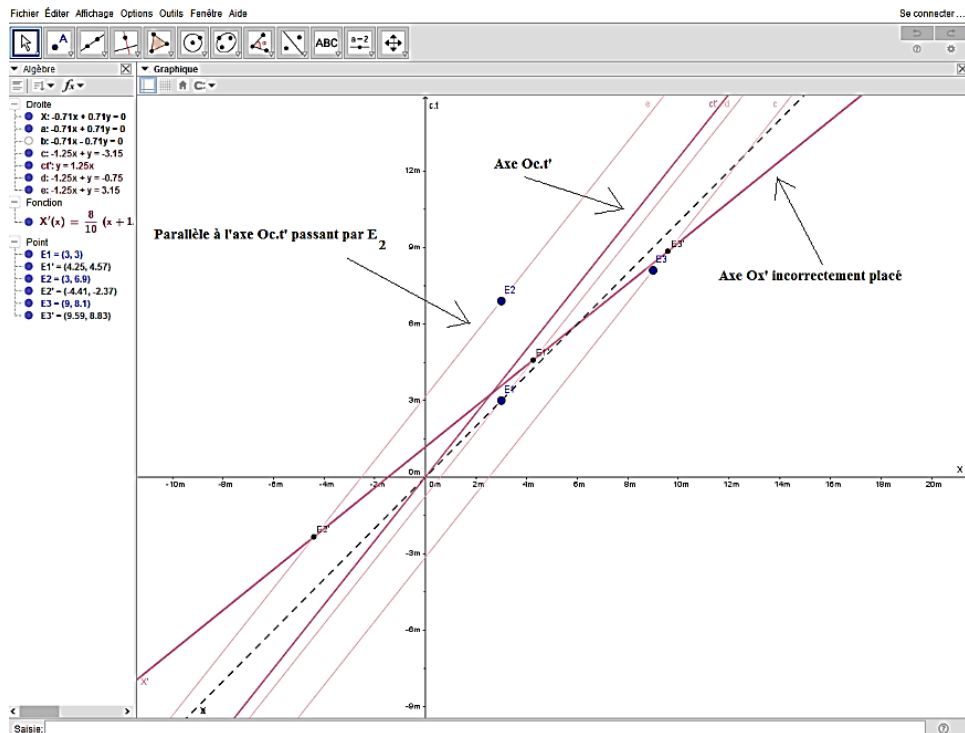 Fichier Éditer Affichage Options Outils Fenêtre Aide
Se connecter ...
A
ABC
a=2
Algèbre
Graphique
fx
Droite
X: -0.71x + 0.71y = 0
a: -0.71x + 0.71y = 0
b: -0.71x - 0.71y = 0
c: -1.25x + y = -3.15
ct': y = 1.25x
d: -1.25x + y = -0.75
e: -1.25x + y = 3.15
Fonction
X'(x) = 8/10 (x + 1.
Point
E1 = (3, 3)
E1' = (4.25, 4.57)
E2 = (3, 6.9)
E2' = (-4.41, -2.37)
E3 = (9, 8.1)
E3' = (9.59, 8.83)
e
c.t
ct'
d
c
12m
Axe Oc.t'
Parallèle à l'axe Oc.t' passant par E2
9m
E3'
E3
Axe Ox' incorrectement placé
E2
6m
E1'
3m
E1
0m
X
-10m -8m -6m -4m -2m 0m 2m 4m 6m 8m 10m 12m 14m 16m 18m 20m
E2'
-3m
-6m
X'
x
-9m
Saisie: